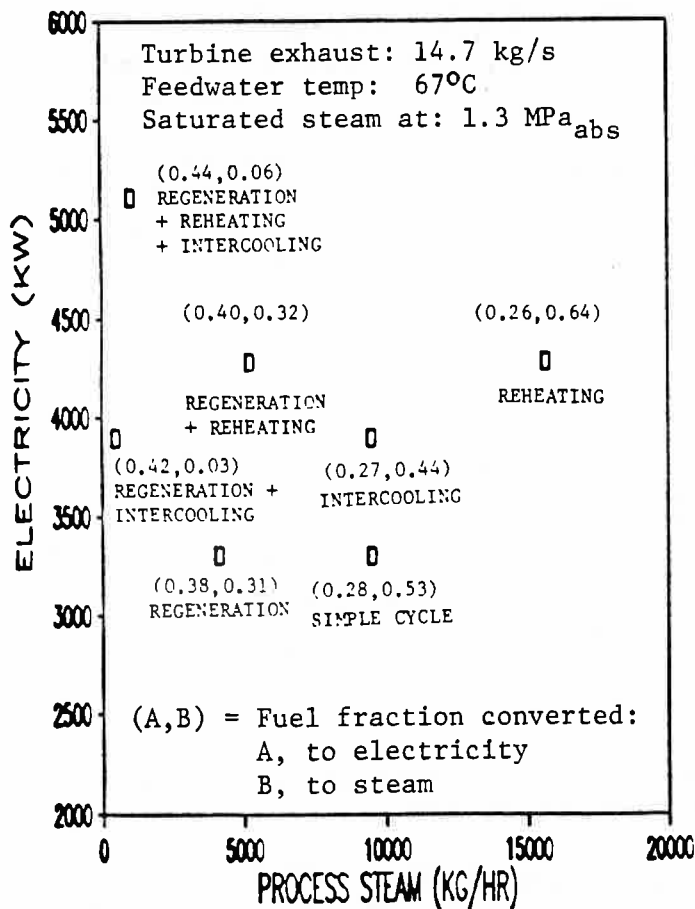 6000
5500
5000
4500
4000
3500
3000
2500
2000
ELECTRICITY (KW)
Turbine exhaust: 14.7 kg/s
Feedwater temp: 67°C
Saturated steam at: 1.3 MPa abs
(0.44,0.06)
REGENERATION
+ REHEATING
+ INTERCOOLING
(0.40,0.32)
REGENERATION
+ REHEATING
(0.26,0.64)
REHEATING
(0.42,0.03)
REGENERATION +
INTERCOOLING
(0.27,0.44)
INTERCOOLING
(0.38,0.31)
REGENERATION
(0.28,0.53)
SIMPLE CYCLE
(A,B) = Fuel fraction converted:
A, to electricity
B, to steam
0 5000 10000 15000 20000
PROCESS STEAM (KG/HR)